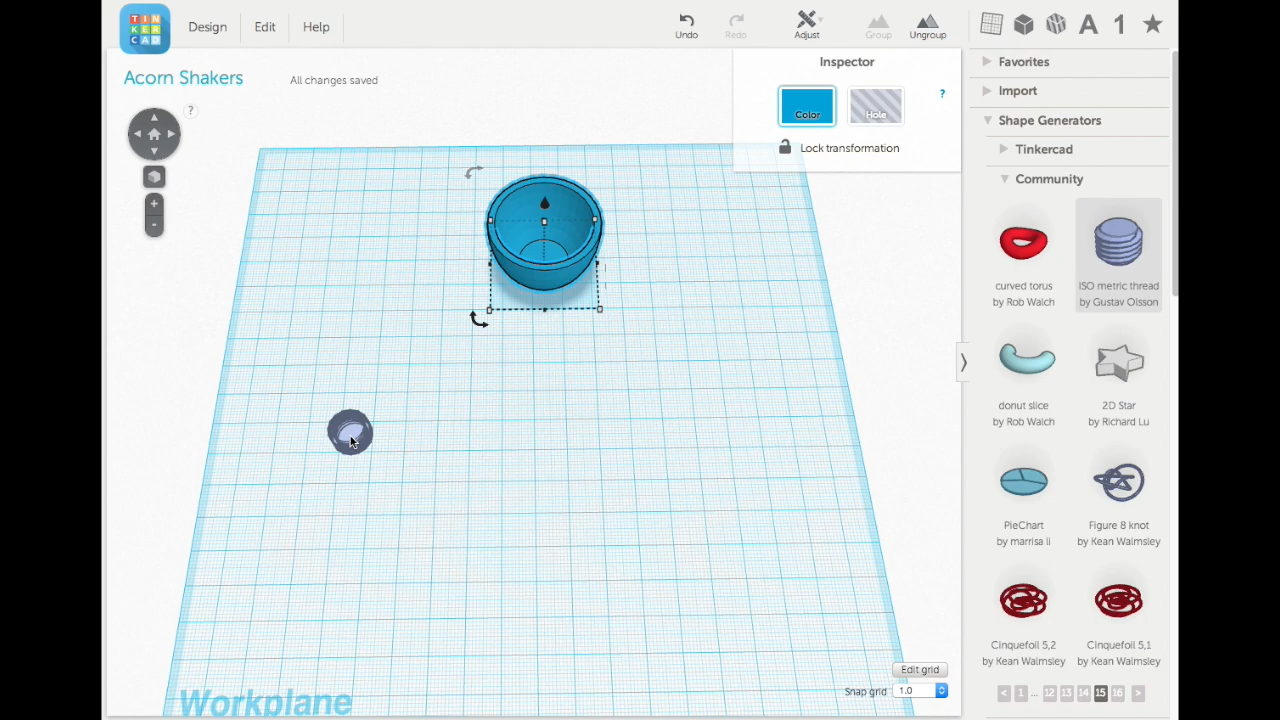 TIN
KER
CAD
Design
Edit
Help
Undo
Redo
Adjust
Group
Ungroup
A
1
Acorn Shakers
All changes saved
?
+
-
Inspector
Color
Hole
?
Lock transformation
Favorites
Import
Shape Generators
Tinkercad
Community
curved torus
by Rob Walch
ISO metric thread
by Gustav Olsson
donut slice
by Rob Walch
2D Star
by Richard Lu
PieChart
by marrisa li
Figure 8 knot
by Kean Walmsley
Cinquefoil 5,2
by Kean Walmsley
Cinquefoil 5,1
by Kean Walmsley
< 1 ... 12 13 14 15 16 >
Edit grid
Snap grid 1.0
Workplane